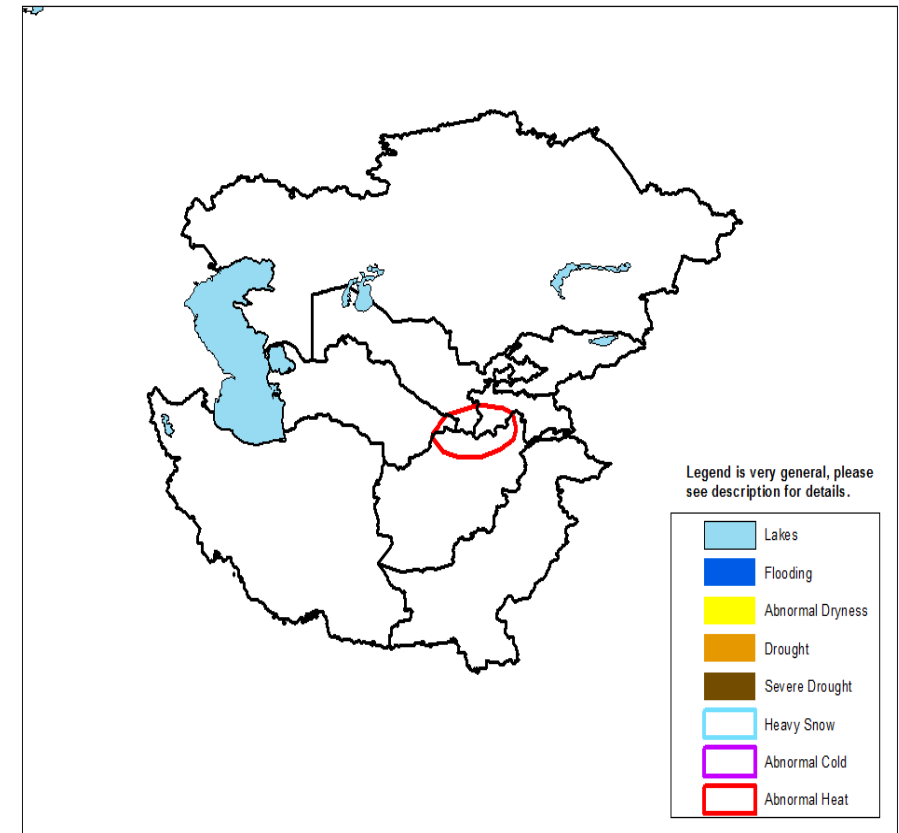 Legend is very general, please
see description for details.
Lakes
Flooding
Abnormal Dryness
Drought
Severe Drought
Heavy Snow
Abnormal Cold
Abnormal Heat